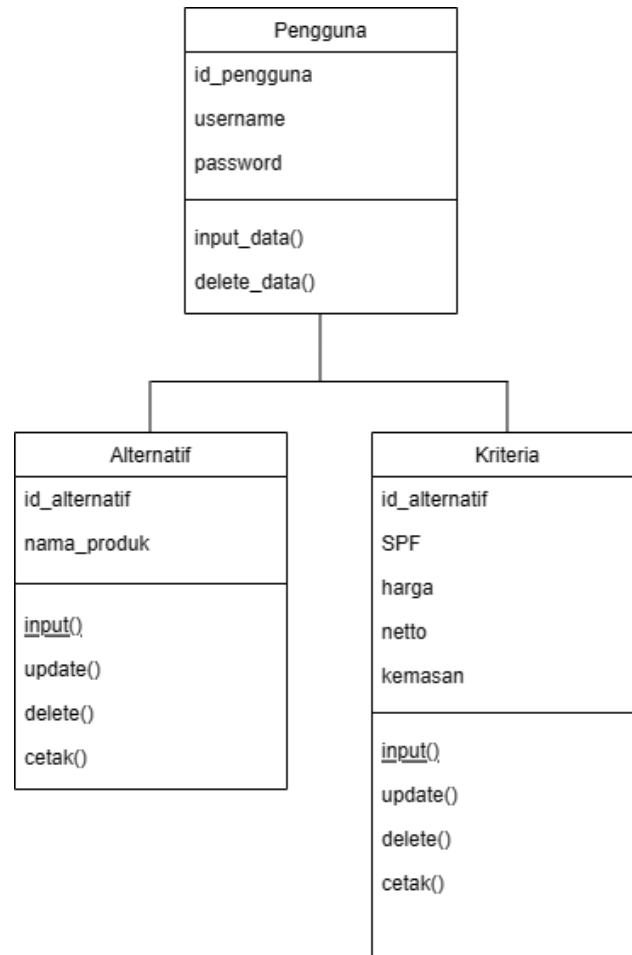 Pengguna
id_pengguna
username
password
input_data()
delete_data()
Alternatif
id_alternatif
nama_produk
input()
update()
delete()
cetak()
Kriteria
id_alternatif
SPF
harga
netto
kemasan
input()
update()
delete()
cetak()